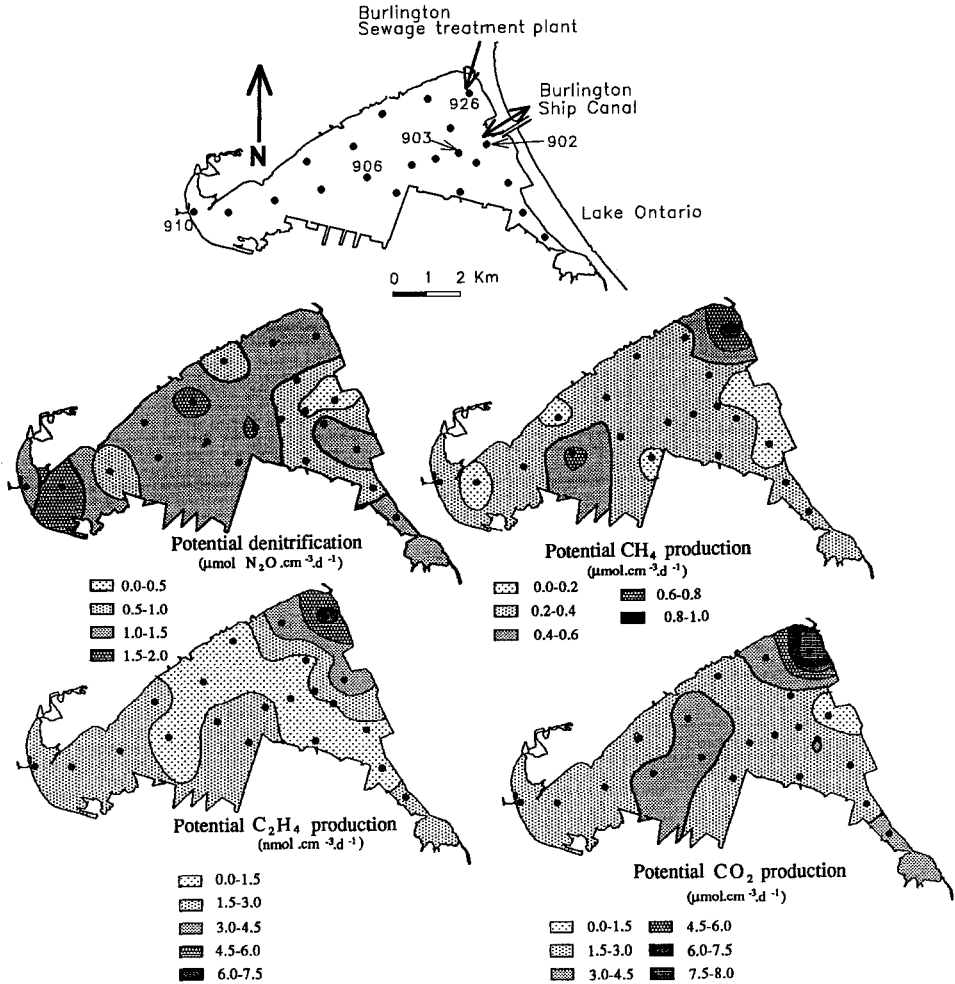 Burlington
Sewage treatment plant
926
Burlington
Ship Canal
903
902
N
906
910
Lake Ontario
0 1 2 Km
Potential denitrification
(μmol N₂O .cm⁻³.d⁻¹)
0.0-0.5
0.5-1.0
1.0-1.5
1.5-2.0
Potential CH₄ production
(μmol.cm⁻³.d⁻¹)
0.0-0.2
0.2-0.4
0.4-0.6
0.6-0.8
0.8-1.0
Potential C₂H₄ production
(nmol .cm⁻³.d⁻¹)
0.0-1.5
1.5-3.0
3.0-4.5
4.5-6.0
6.0-7.5
Potential CO₂ production
(μmol.cm⁻³.d⁻¹)
0.0-1.5
1.5-3.0
3.0-4.5
4.5-6.0
6.0-7.5
7.5-8.0